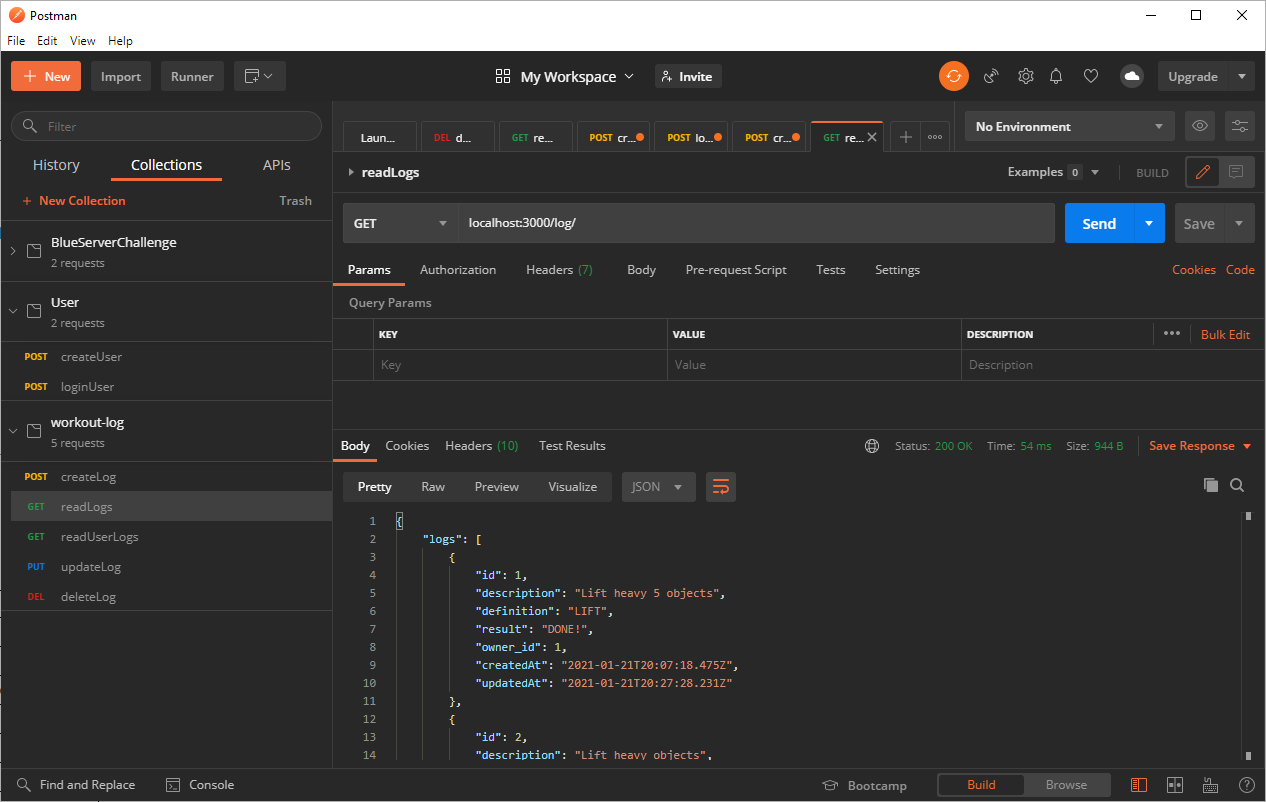 Postman
File Edit View Help
New Import Runner My Workspace Invite Upgrade
Filter
History Collections APIs
+ New Collection Trash
BlueServerChallenge
2 requests
User
2 requests
POST createUser
POST loginUser
workout-log
5 requests
POST createLog
GET readLogs
GET readUserLogs
PUT updateLog
DEL deleteLog
Laun... DEL d... GET re... POST cr... POST lo... POST cr... GET re... No Environment
readLogs Examples 0 BUILD
GET localhost:3000/log/ Send Save
Params Authorization Headers (7) Body Pre-request Script Tests Settings Cookies Code
Query Params
KEY VALUE DESCRIPTION ••• Bulk Edit
Key Value Description
Body Cookies Headers (10) Test Results Status: 200 OK Time: 54 ms Size: 944 B Save Response
Pretty Raw Preview Visualize JSON
1 {
2 "logs": [
3 {
4 "id": 1,
5 "description": "Lift heavy 5 objects",
6 "definition": "LIFT",
7 "result": "DONE!",
8 "owner_id": 1,
9 "createdAt": "2021-01-21T20:07:18.475Z",
10 "updatedAt": "2021-01-21T20:27:28.231Z"
11 },
12 {
13 "id": 2,
14 "description": "Lift heavy objects",
Find and Replace Console Bootcamp Build Browse